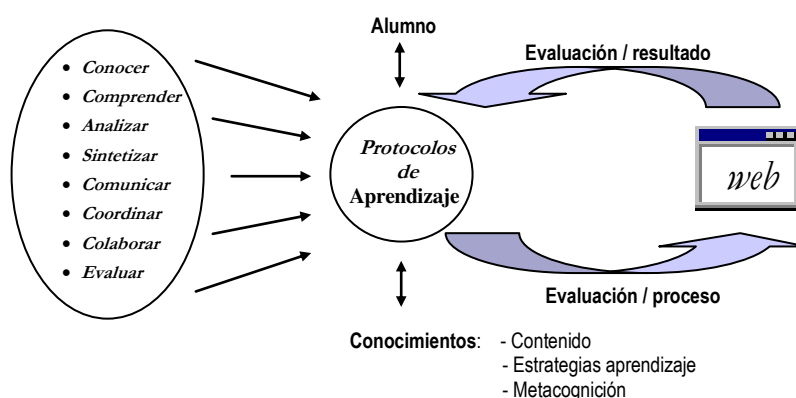 Alumno
Evaluación / resultado
• Conocer
• Comprender
• Analizar
• Sintetizar
• Comunicar
• Coordinar
• Colaborar
• Evaluar
Protocolos
de
Aprendizaje
web
Evaluación / proceso
Conocimientos: - Contenido
- Estrategias aprendizaje
- Metacognición